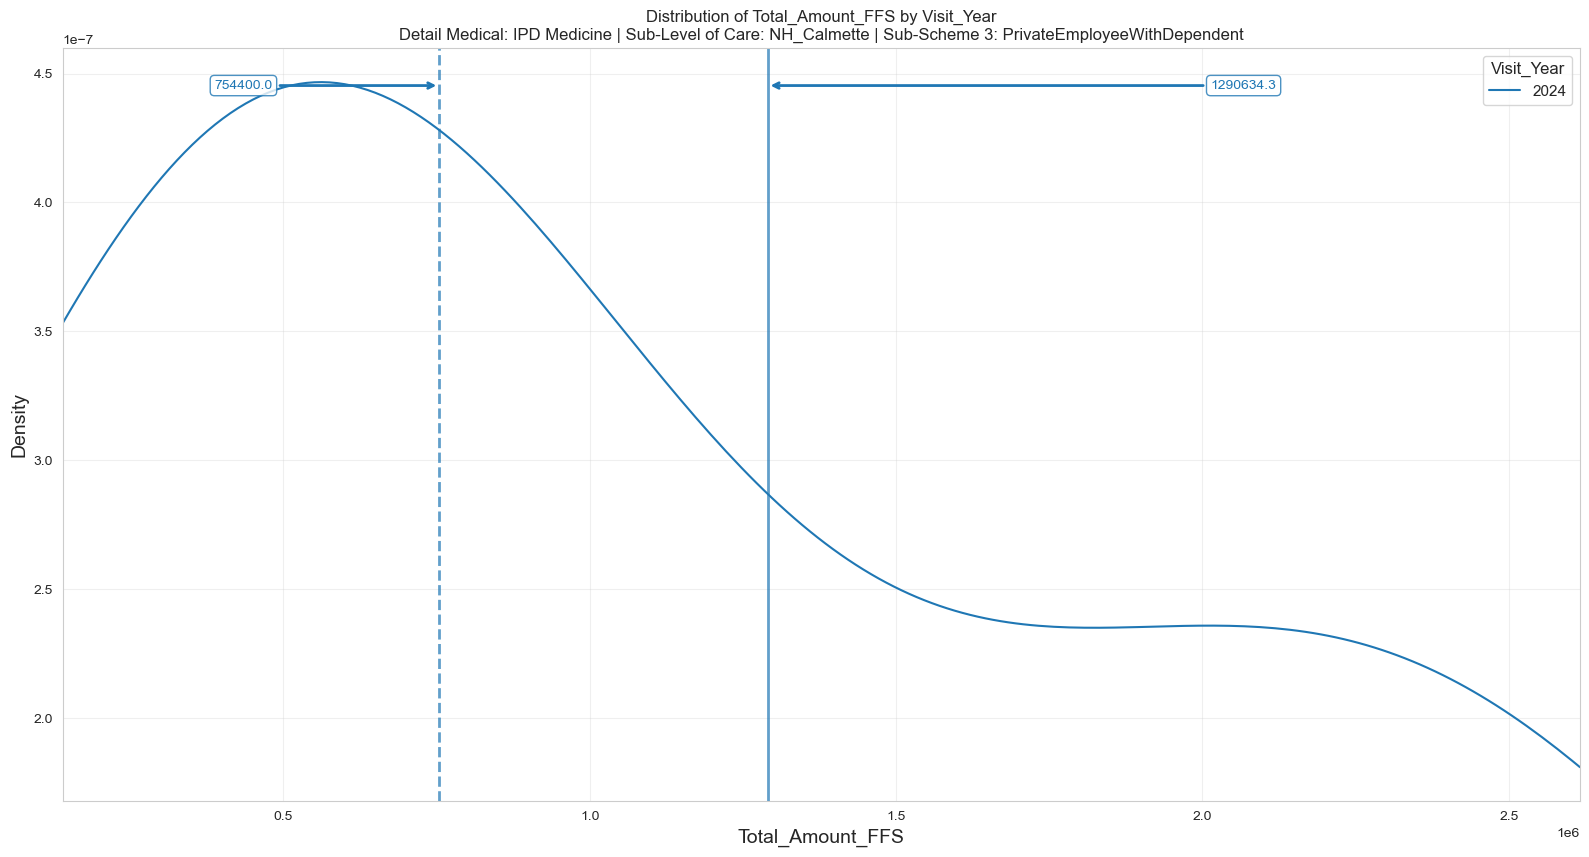 Distribution of Total_Amount_FFS by Visit_Year
Detail Medical: IPD Medicine | Sub-Level of Care: NH_Calmette | Sub-Scheme 3: PrivateEmployeeWithDependent
1e−7
4.5
4.0
3.5
3.0
2.5
2.0
Density
754400.0
1290634.3
Visit_Year
2024
0.5
1.0
1.5
2.0
2.5
1e6
Total_Amount_FFS